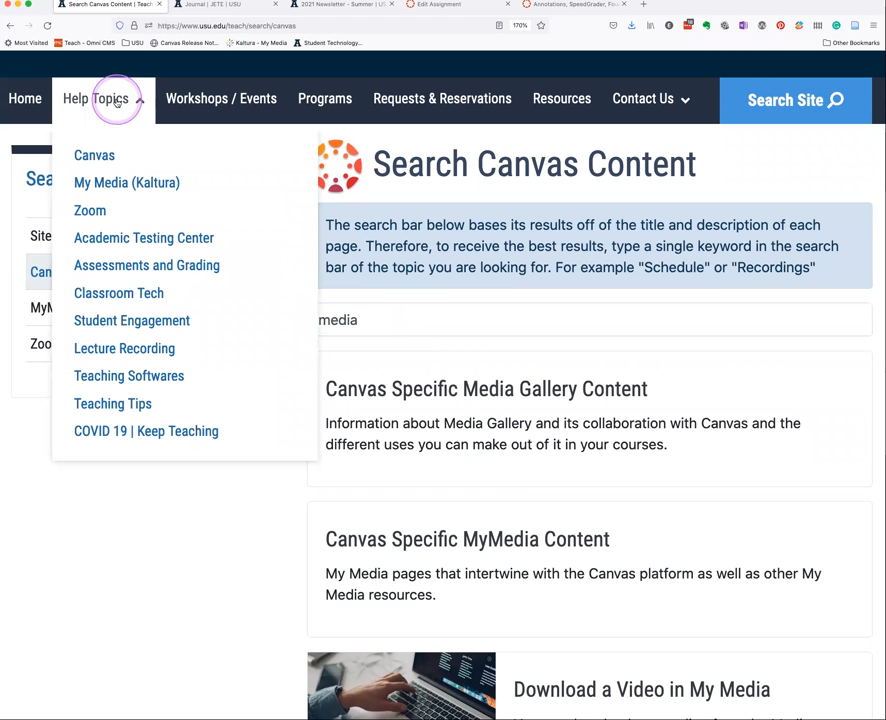 Search Canvas Content | Teach
Journal | JETE | USU
2021 Newsletter - Summer | US
Edit Assignment
Annotations, SpeedGrader, Fou
https://www.usu.edu/teach/search/canvas
170%
Most Visited
Teach - Omni CMS
USU
Canvas Release Not...
Kaltura - My Media
Student Technology...
Other Bookmarks
Home
Help Topics
Workshops / Events
Programs
Requests & Reservations
Resources
Contact Us
Search Site
Canvas
My Media (Kaltura)
Zoom
Academic Testing Center
Assessments and Grading
Classroom Tech
Student Engagement
Lecture Recording
Teaching Softwares
Teaching Tips
COVID 19 | Keep Teaching
Sea
Site
Can
MyM
Zoo
Search Canvas Content
The search bar below bases its results off of the title and description of each
page. Therefore, to receive the best results, type a single keyword in the search
bar of the topic you are looking for. For example "Schedule" or "Recordings"
media
Canvas Specific Media Gallery Content
Information about Media Gallery and its collaboration with Canvas and the
different uses you can make out of it in your courses.
Canvas Specific MyMedia Content
My Media pages that intertwine with the Canvas platform as well as other My
Media resources.
Download a Video in My Media